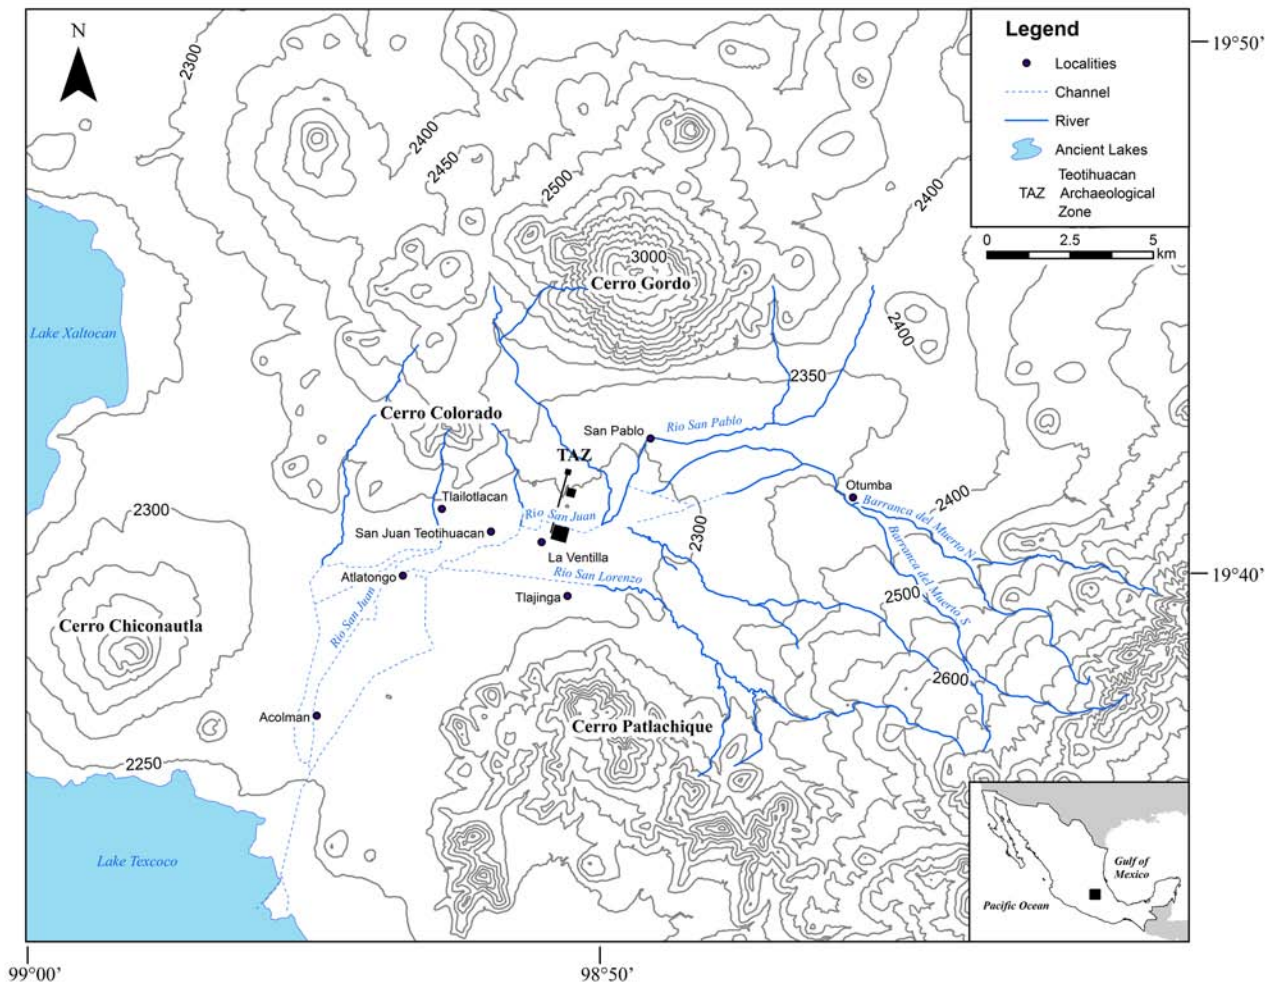 N
2300
2400
2450
2500
2400
3000
Cerro Gordo
Legend
Localities
Channel
River
Ancient Lakes
TAZ
Teotihuacan
Archaeological
Zone
0
2.5
5
km
19°50’
Lake Xaltocan
2400
2350
Cerro Colorado
San Pablo
Rio San Pablo
TAZ
Tlailotlacan
Otumba
2400
2300
Rio San Juan
Barranca del Muerto N
San Juan Teotihuacan
2300
La Ventilla
Barranca del Muerto S
19°40’
Atlatongo
Rio San Lorenzo
Tlajinga
2500
Rio San Juan
Cerro Chiconautla
2600
Acolman
Cerro Patlachique
2250
Lake Texcoco
Gulf of
Mexico
Pacific Ocean
99°00’
98°50’